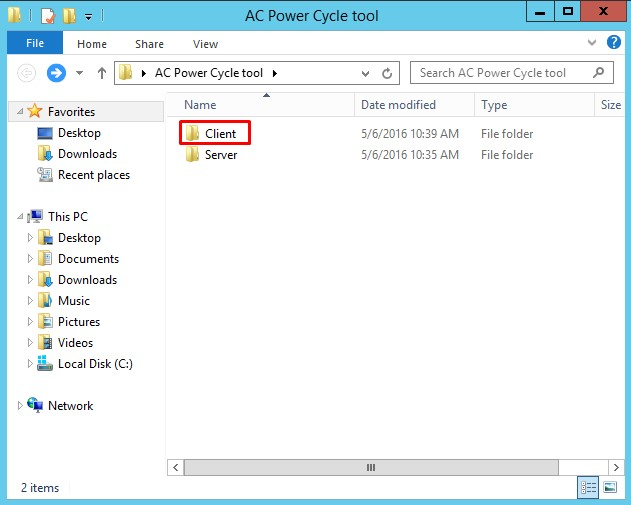 AC Power Cycle tool
File Home Share View
AC Power Cycle tool Search AC Power Cycle tool
Name Date modified Type Size
Favorites
Desktop
Downloads
Recent places
This PC
Desktop
Documents
Downloads
Music
Pictures
Videos
Local Disk (C:)
Network
Client 5/6/2016 10:39 AM File folder
Server 5/6/2016 10:35 AM File folder
2 items